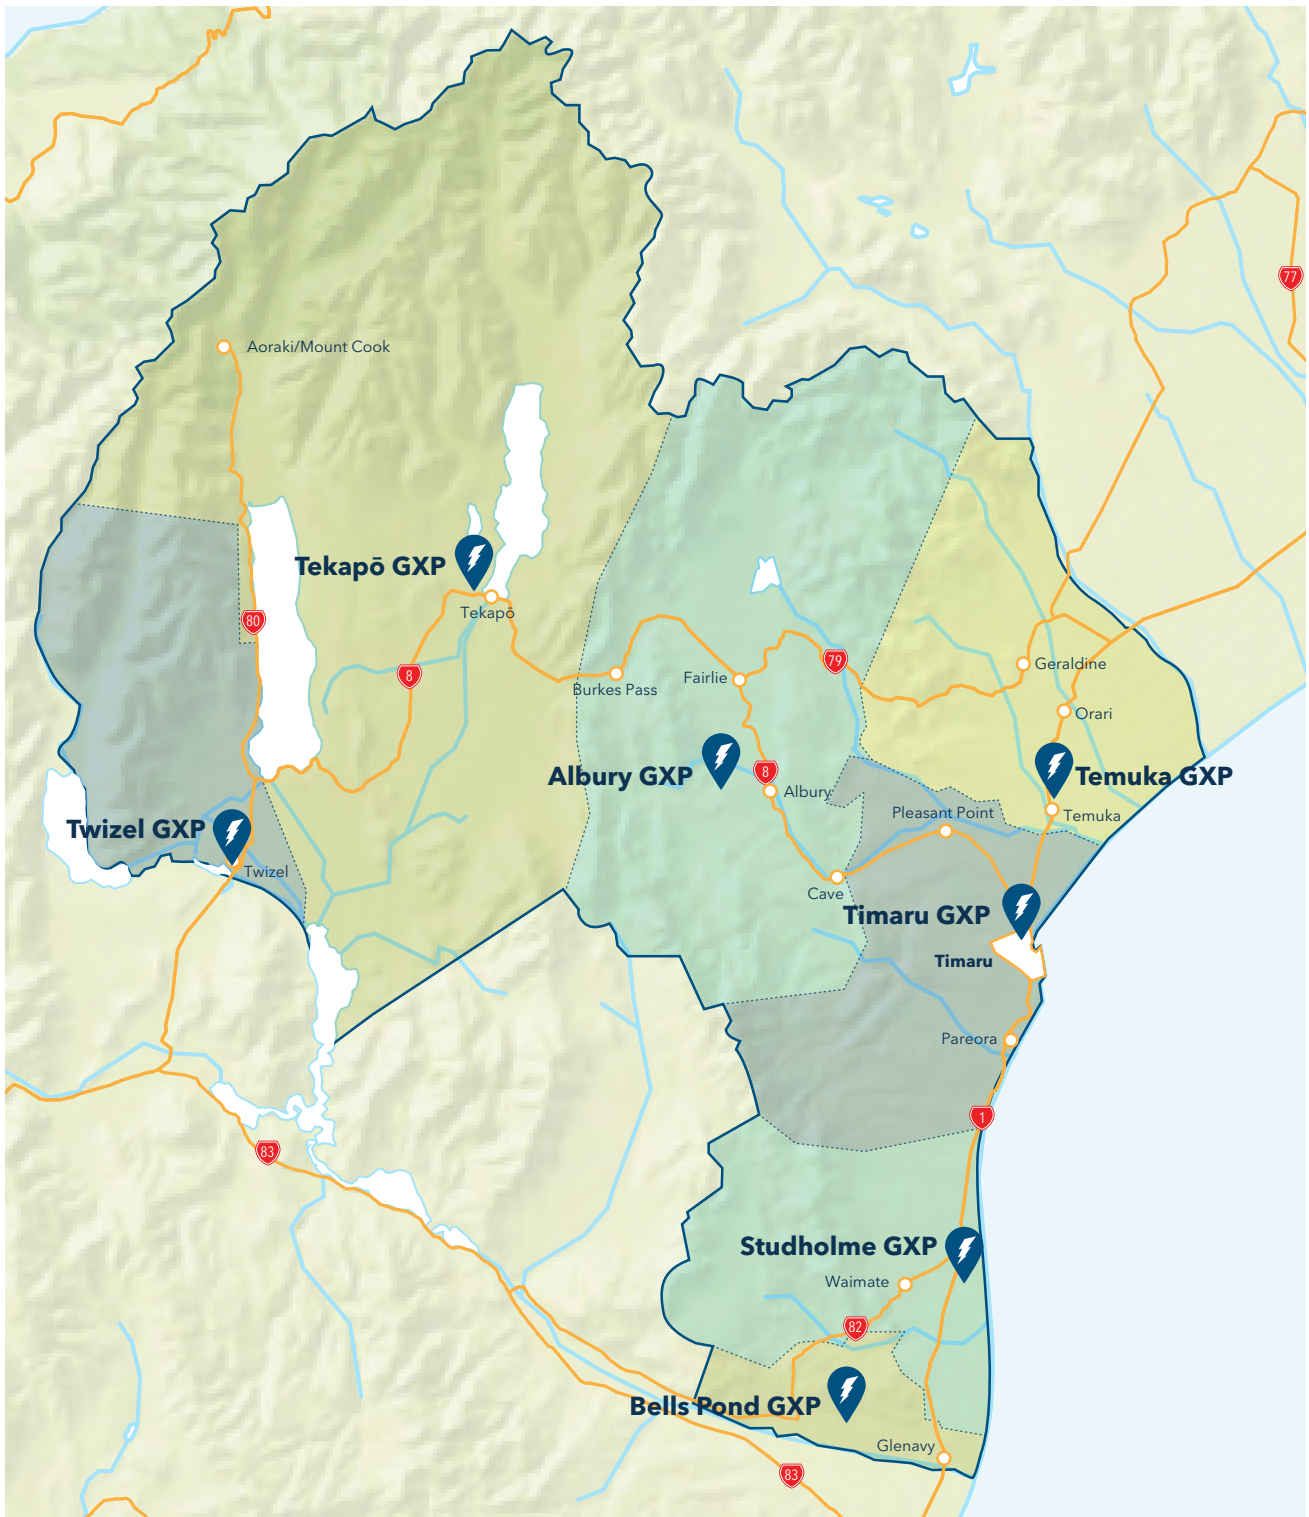 77
Aoraki/Mount Cook
Tekapō GXP
Tekapō
80
8
Burkes Pass
Fairlie
79
Geraldine
Orari
Albury GXP
8
Albury
Temuka GXP
Temuka
Pleasant Point
Twizel GXP
Twizel
Cave
Timaru GXP
Timaru
Pareora
1
83
Studholme GXP
Waimate
82
Bells Pond GXP
Glenavy
83